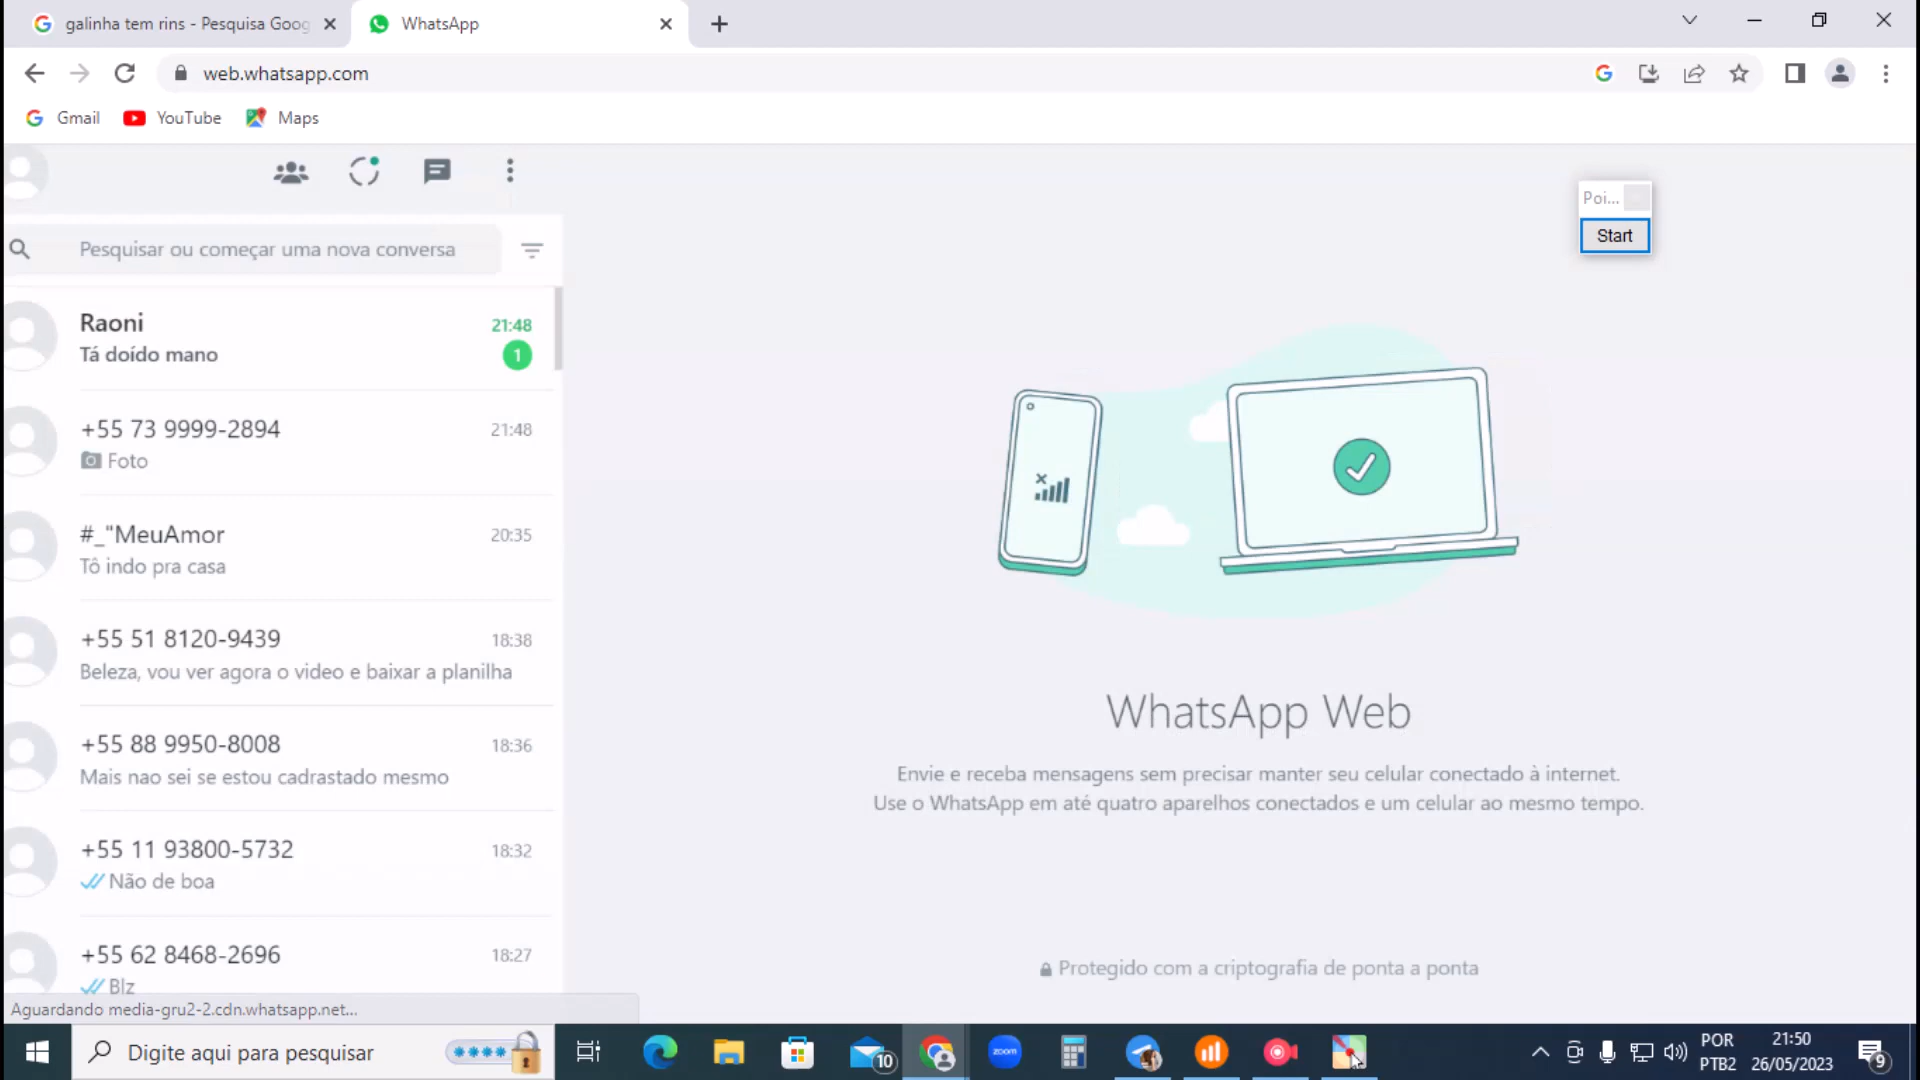 galinha tem rins - Pesquisa Goog
WhatsApp
web.whatsapp.com
Gmail
YouTube
Maps
Poi...
Start
Pesquisar ou começar uma nova conversa
Raoni
21:48
Tá doído mano
1
+55 73 9999-2894
21:48
Foto
#_"MeuAmor
20:35
Tô indo pra casa
+55 51 8120-9439
18:38
Beleza, vou ver agora o video e baixar a planilha
+55 88 9950-8008
18:36
Mais nao sei se estou cadrastado mesmo
+55 11 93800-5732
18:32
Não de boa
+55 62 8468-2696
18:27
Blz
WhatsApp Web
Envie e receba mensagens sem precisar manter seu celular conectado à internet.
Use o WhatsApp em até quatro aparelhos conectados e um celular ao mesmo tempo.
Protegido com a criptografia de ponta a ponta
Aguardando media-gru2-2.cdn.whatsapp.net...
Digite aqui para pesquisar
10
zoom
POR
PTB2
21:50
26/05/2023
9